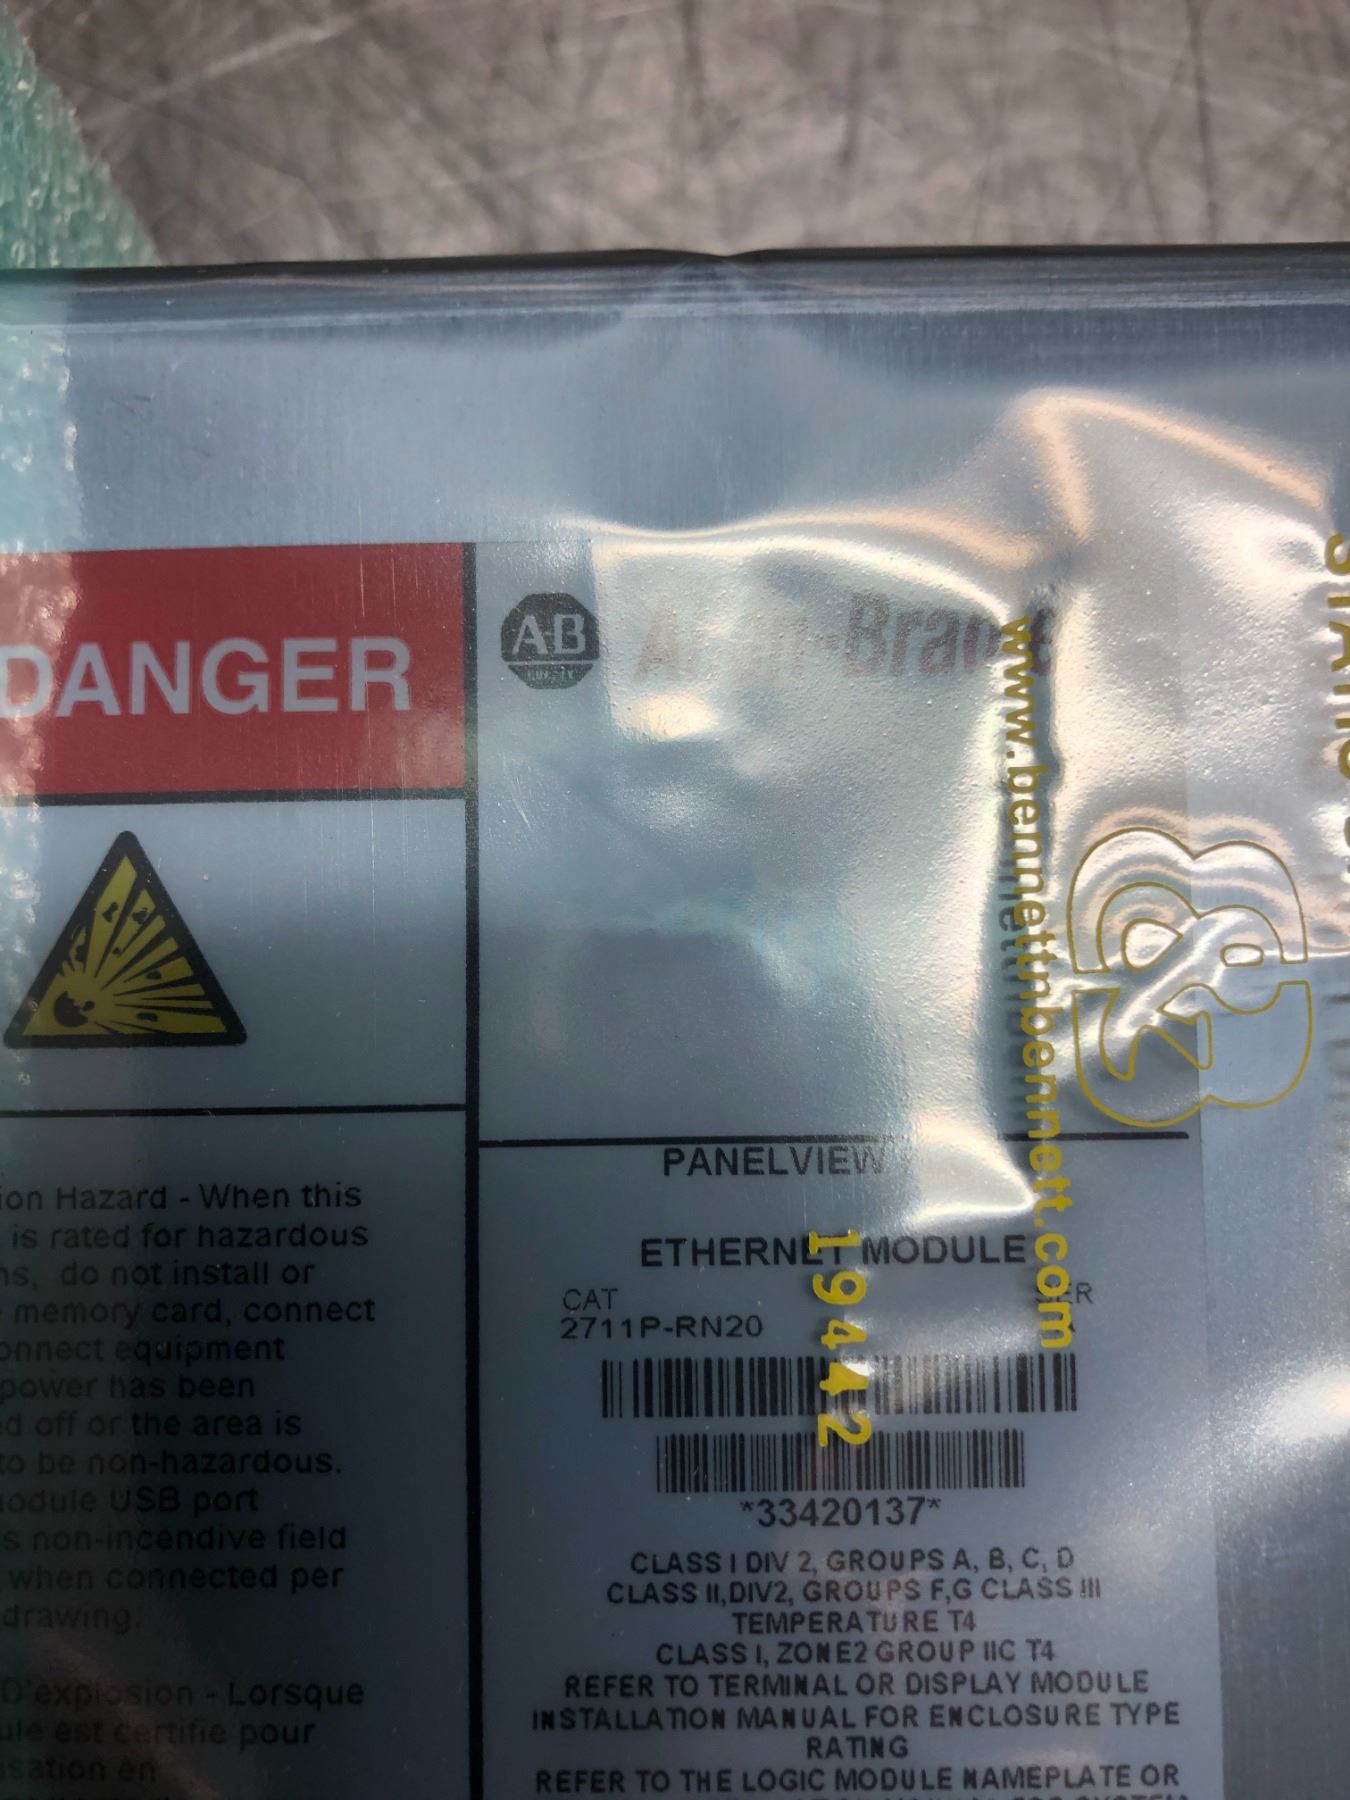 DANGER
ion Hazard - When this
is rated for hazardous
ns, do not install or
memory card, connect
onnect equipment
power has been
ed off or the area is
to be non-hazardous.
odule USB port
s non-incendive field
when connected per
drawing.
D'explosion - Lorsque
ule est certifie pour
sation en
A-B
PANELVIEW
ETHERNET MODULE
CAT
2711P-RN20
SER
*33420137*
CLASS I DIV 2, GROUPS A, B, C, D
CLASS II,DIV2, GROUPS F,G CLASS III
TEMPERATURE T4
CLASS I, ZONE2 GROUP IIC T4
REFER TO TERMINAL OR DISPLAY MODULE
INSTALLATION MANUAL FOR ENCLOSURE TYPE
RATING
REFER TO THE LOGIC MODULE NAMEPLATE OR
www.bennettnbennett.com
19442